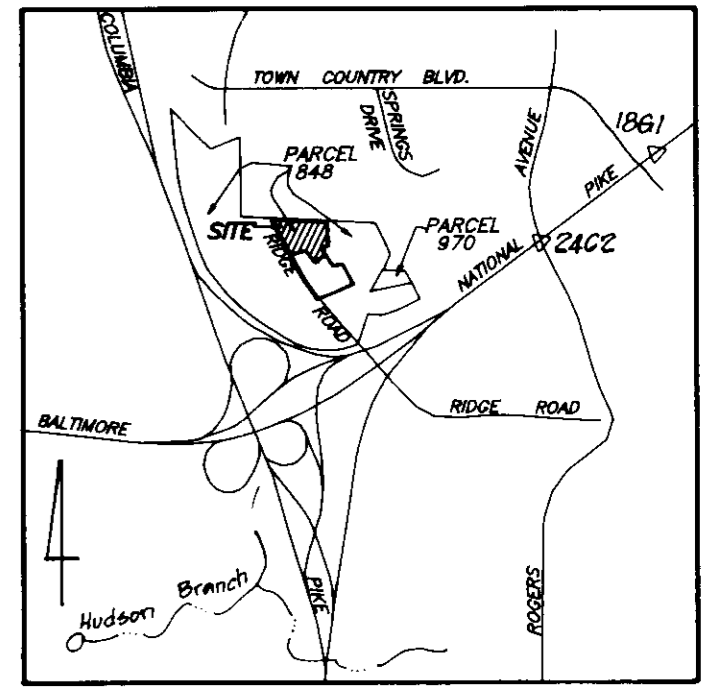 COLUMBIA
TOWN COUNTRY BLVD.
SPRINGS
DRIVE
AVENUE
18G1
PIKE
PARCEL
848
PARCEL
970
SITE
RIDGE
ROAD
NATIONAL
24C2
BALTIMORE
RIDGE ROAD
Hudson Branch
PIKE
ROGERS